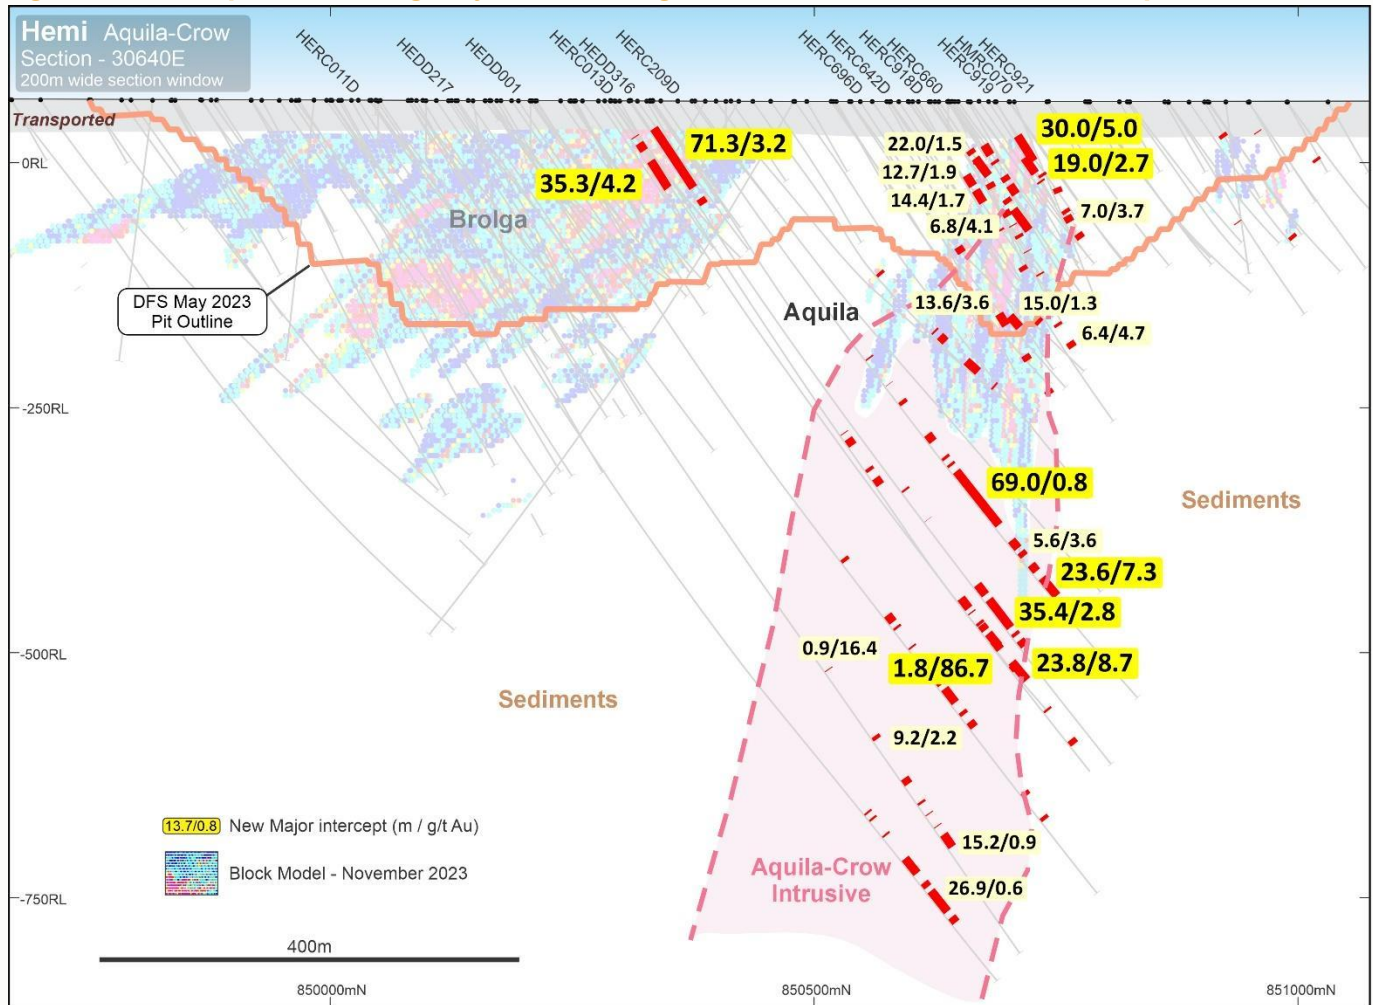 Hemi Aquila-Crow
Section - 30640E
200m wide section window
HERC011D
HEDD217
HEDD001
HERC013D
HEDD316
HERC209D
HERC696D
HERC642D
HERC918D
HERC660
HERC979
HMRC070
HERC921
Transported
0RL
71.3/3.2
35.3/4.2
Brolga
30.0/5.0
22.0/1.5
19.0/2.7
12.7/1.9
14.4/1.7
7.0/3.7
6.8/4.1
DFS May 2023
Pit Outline
Aquila
13.6/3.6
15.0/1.3
6.4/4.7
-250RL
69.0/0.8
Sediments
5.6/3.6
23.6/7.3
35.4/2.8
-500RL
0.9/16.4
1.8/86.7
23.8/8.7
Sediments
9.2/2.2
13.7/0.8 New Major intercept (m / g/t Au)
Block Model - November 2023
15.2/0.9
Aquila-Crow
Intrusive
26.9/0.6
-750RL
400m
850000mN
850500mN
851000mN